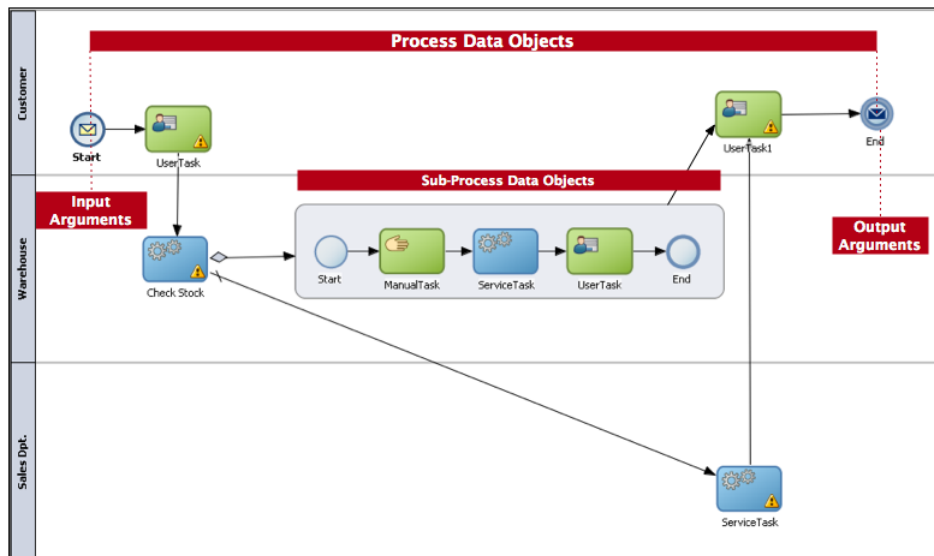 Process Data Objects
Customer
Start
UserTask
UserTask1
End
Input
Arguments
Sub-Process Data Objects
Output
Arguments
Warehouse
Check Stock
Start
ManualTask
ServiceTask
UserTask
End
Sales Dpt.
ServiceTask